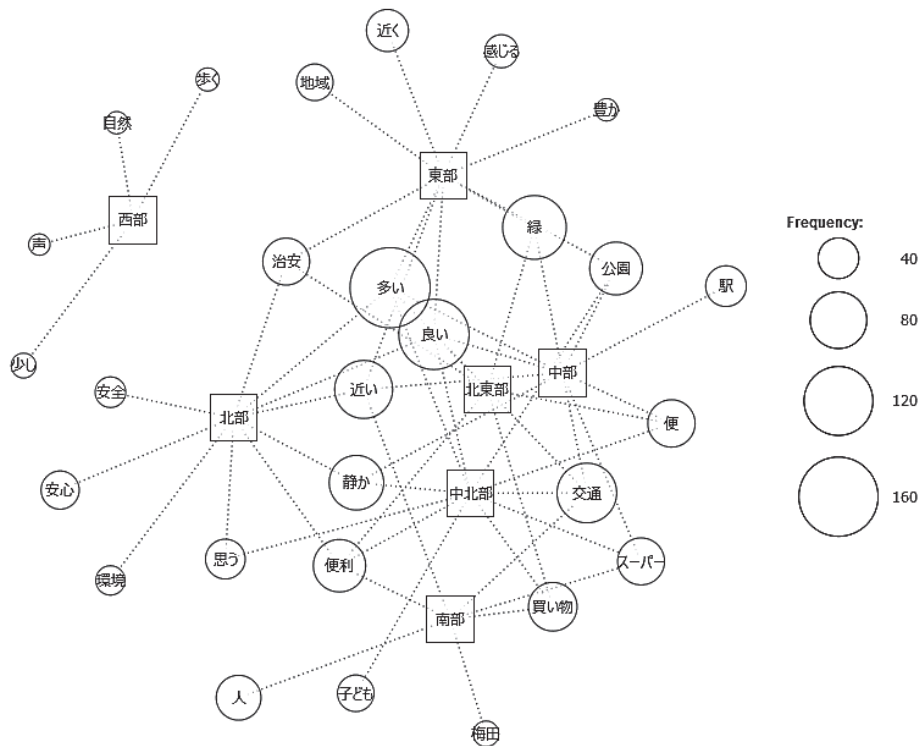 近く
感じる
地域
歩く
豊か
自然
東部
西部
緑
声
治安
公園
多い
駅
良い
少し
近い
北東部
中部
安全
北部
便
安心
静か
中北部
交通
思う
便利
スーパー
環境
買い物
南部
人
子ども
梅田
Frequency:
40
80
120
160